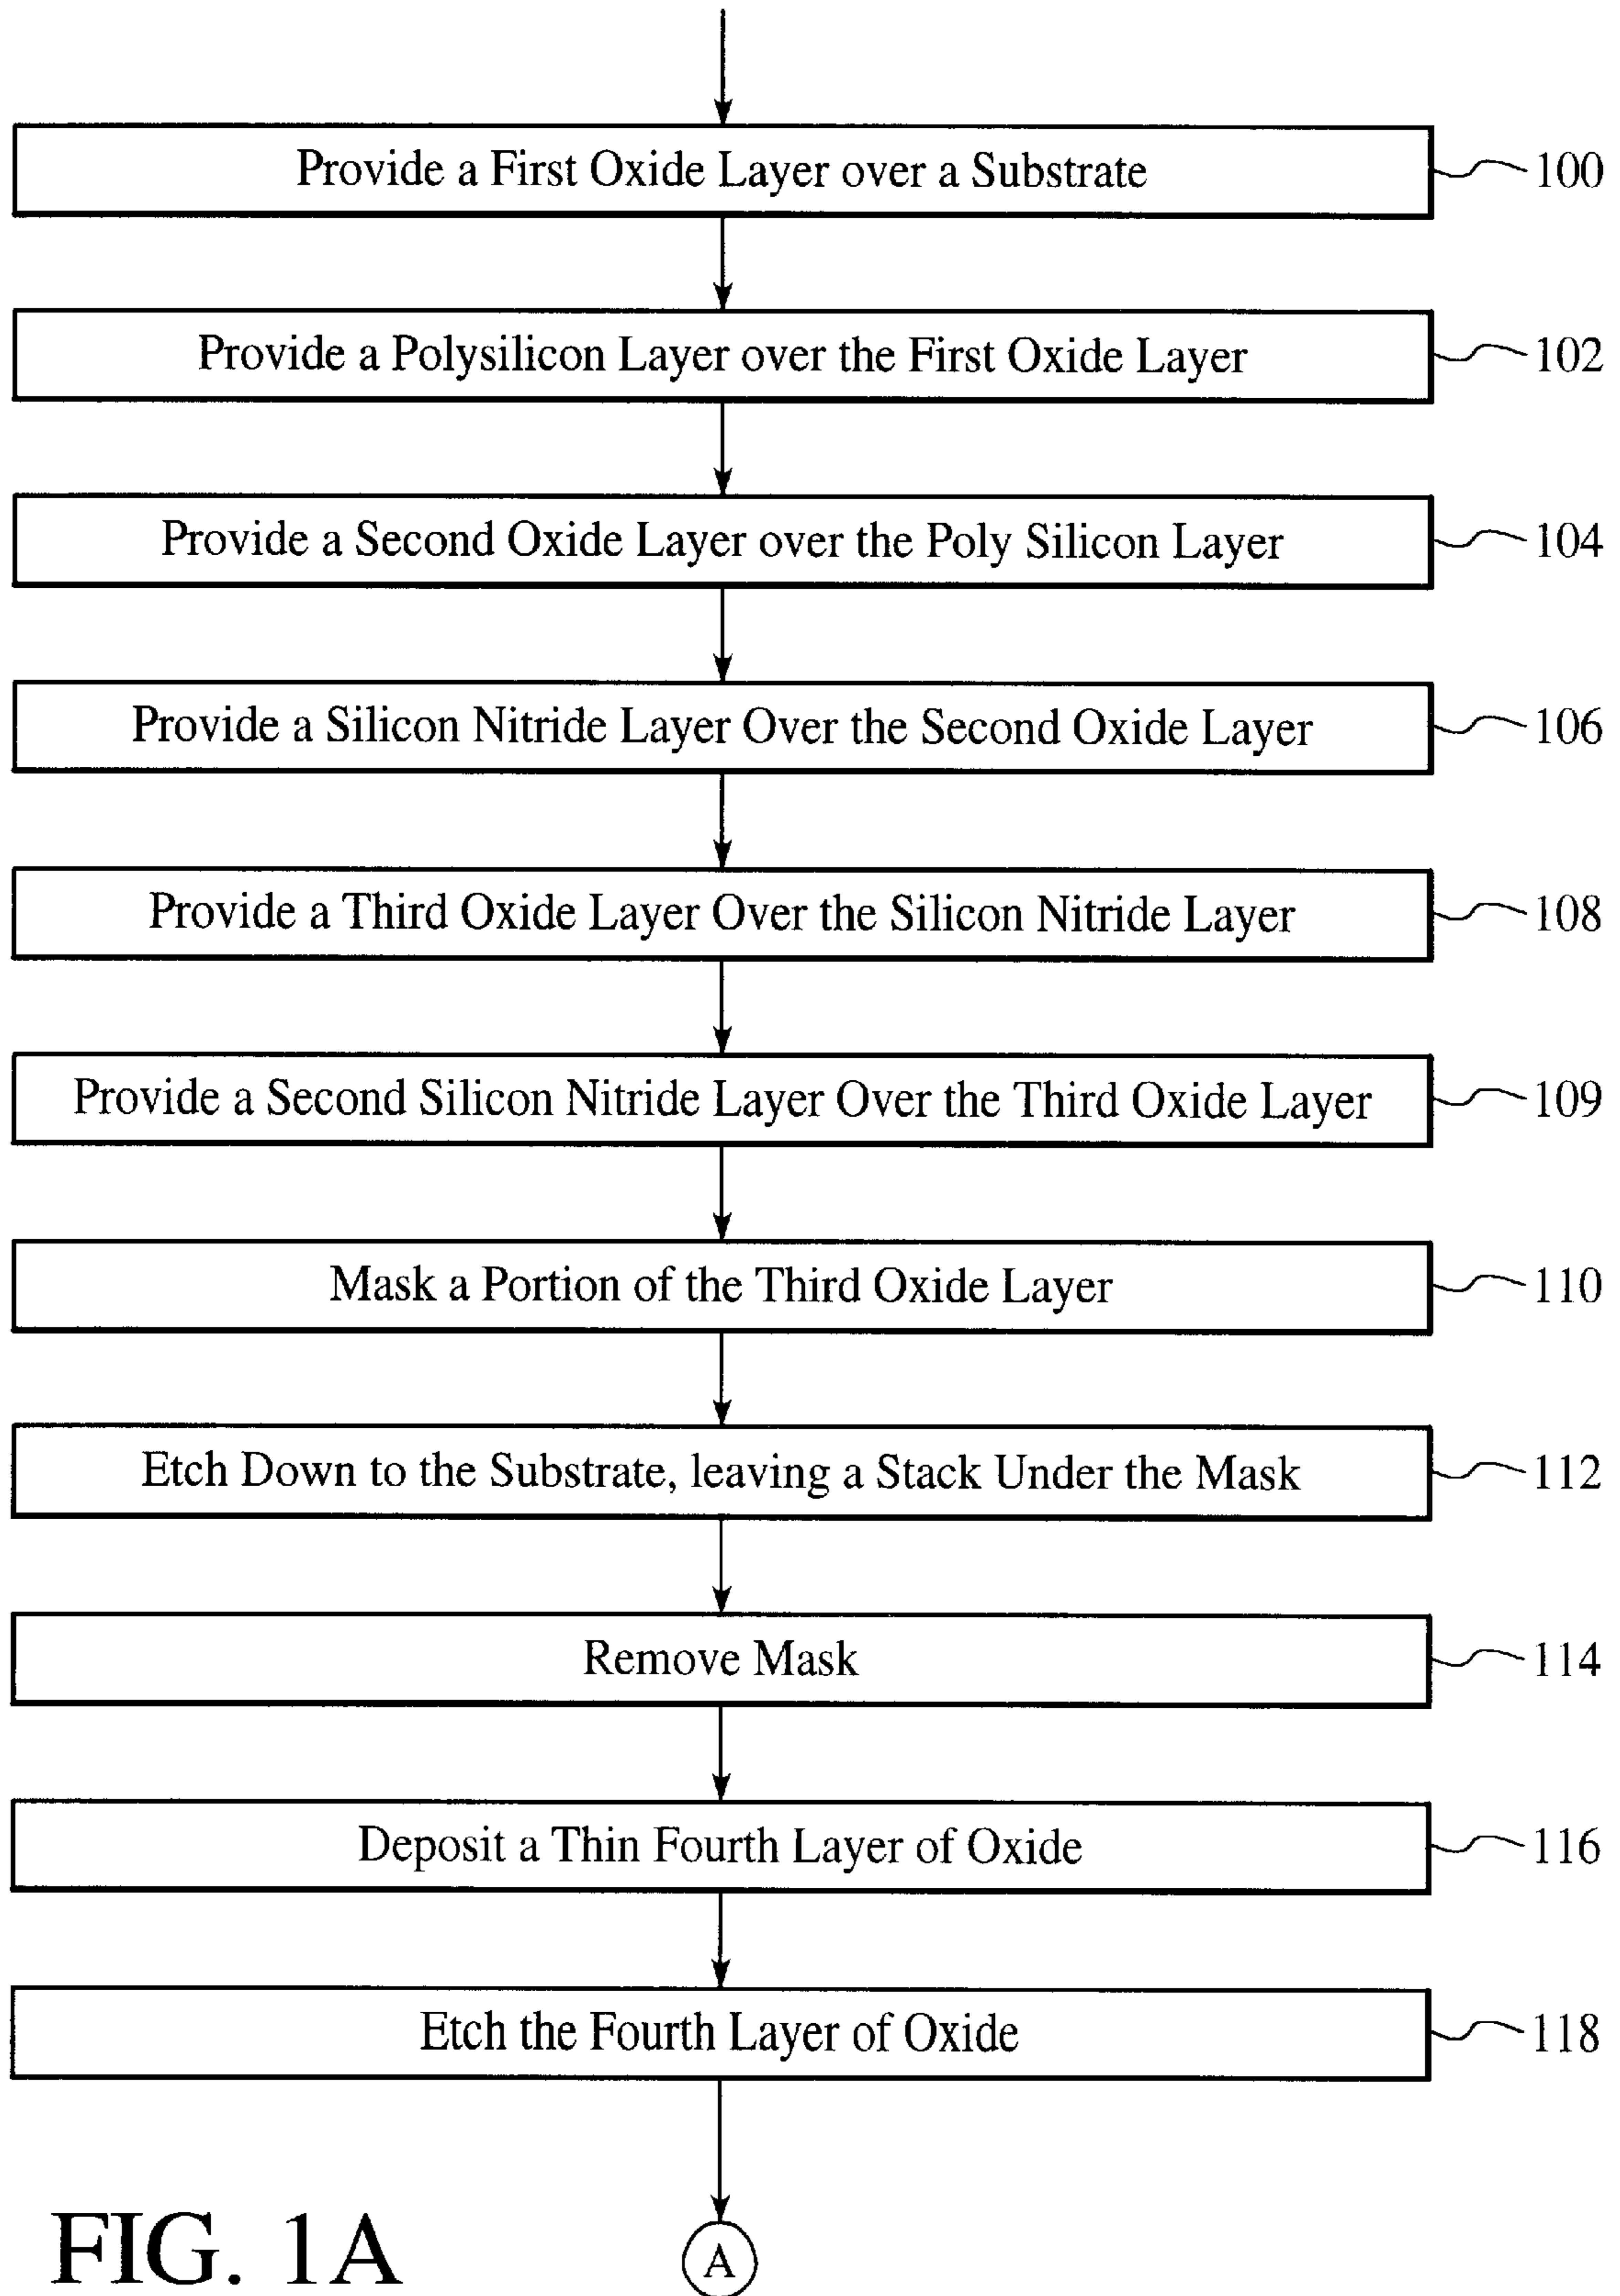 Provide a First Oxide Layer over a Substrate
100
Provide a Polysilicon Layer over the First Oxide Layer
102
Provide a Second Oxide Layer over the Poly Silicon Layer
104
Provide a Silicon Nitride Layer Over the Second Oxide Layer
106
Provide a Third Oxide Layer Over the Silicon Nitride Layer
108
Provide a Second Silicon Nitride Layer Over the Third Oxide Layer
109
Mask a Portion of the Third Oxide Layer
110
Etch Down to the Substrate, leaving a Stack Under the Mask
112
Remove Mask
114
Deposit a Thin Fourth Layer of Oxide
116
Etch the Fourth Layer of Oxide
118
FIG. 1A
A